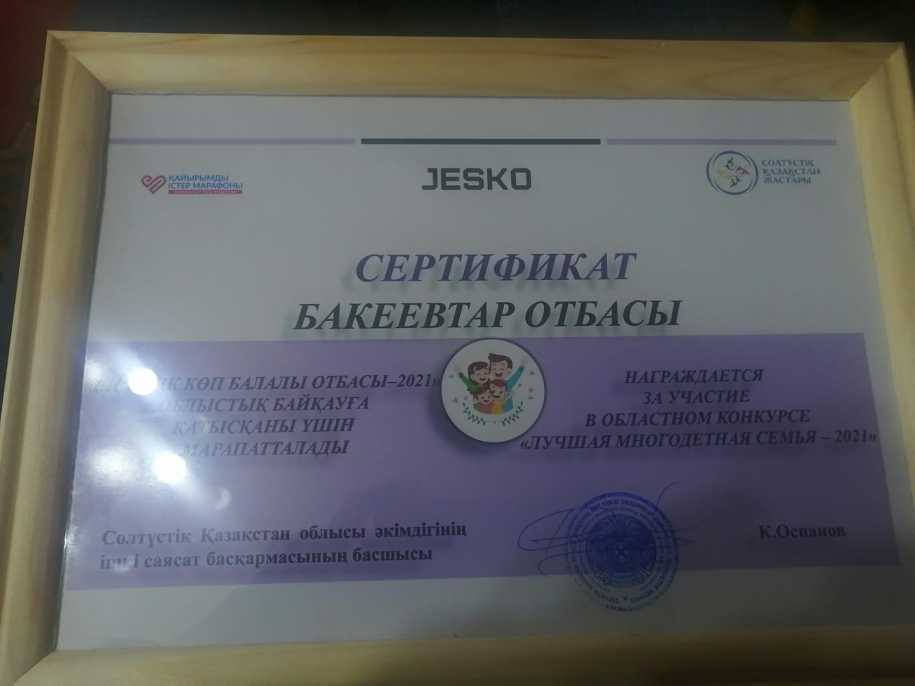 ҚАЙЫРЫМДЫ
ІСТЕР МАРАФОНЫ
JESKO
СОЛТҮСТІК
ҚАЗАҚСТАН
ЖАСТАРЫ
СЕРТИФИКАТ
БАКЕЕВТАР ОТБАСЫ
КӨП БАЛАЛЫ ОТБАСЫ–2021»
ОБЛЫСТЫҚ БАЙҚАУҒА
ҚАТЫСҚАНЫ ҮШІН
МАРАПАТТАЛАДЫ
НАГРАЖДАЕТСЯ
ЗА УЧАСТИЕ
В ОБЛАСТНОМ КОНКУРСЕ
«ЛУЧШАЯ МНОГОДЕТНАЯ СЕМЬЯ – 2021»
Солтүстік Қазақстан облысы әкімдігінің
ішкі саясат басқармасының басшысы
К.Оспанов